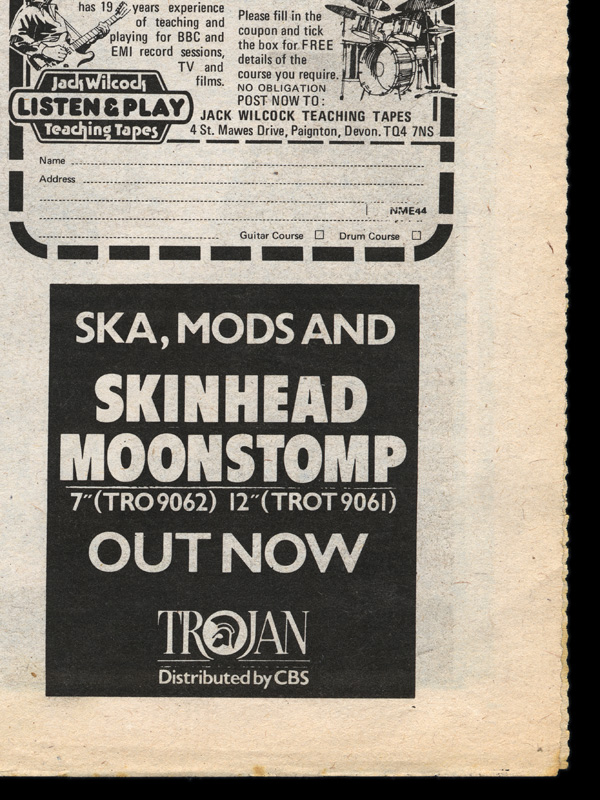 has 19 years experience
of teaching and
playing for BBC and
EMI record sessions,
TV and
films.
Please fill in the
coupon and tick
the box for FREE
details of the
course you require.
NO OBLIGATION
POST NOW TO:
JACK WILCOCK TEACHING TAPES
4 St. Mawes Drive, Paignton, Devon. TQ4 7NS
Jack Wilcock
LISTEN & PLAY
Teaching Tapes
Name
Address
NME44
Guitar Course
Drum Course
SKA, MODS AND
SKINHEAD
MOONSTOMP
7"(TRO 9062) 12"(TROT 9061)
OUT NOW
TROJAN
Distributed by CBS